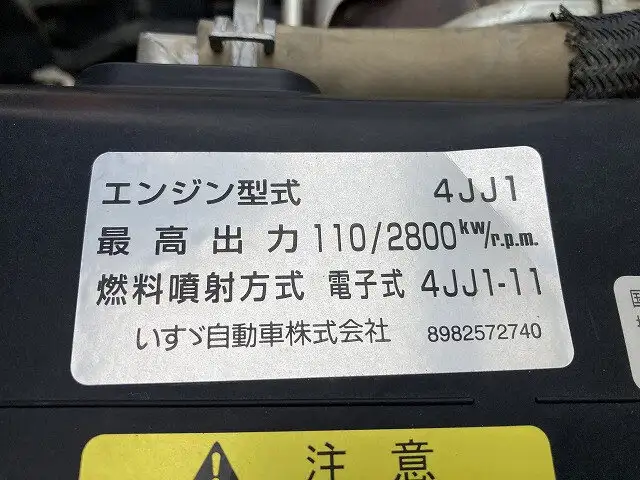 エンジン型式 4JJ1
最高出力 110/2800 kW/r.p.m.
燃料噴射方式 電子式 4JJ1-11
いすゞ自動車株式会社 8982572740
注意